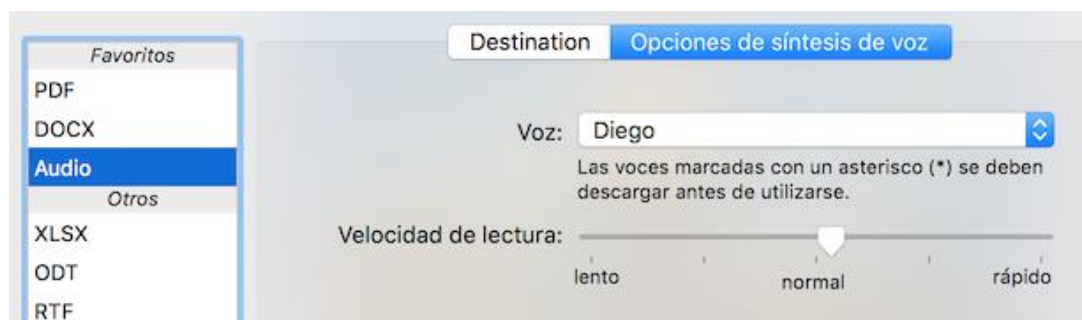 Destination Opciones de síntesis de voz
Favoritos
PDF
DOCX
Audio
Otros
XLSX
ODT
RTF
Voz: Diego
Las voces marcadas con un asterisco (*) se deben
descargar antes de utilizarse.
Velocidad de lectura:
lento normal rápido